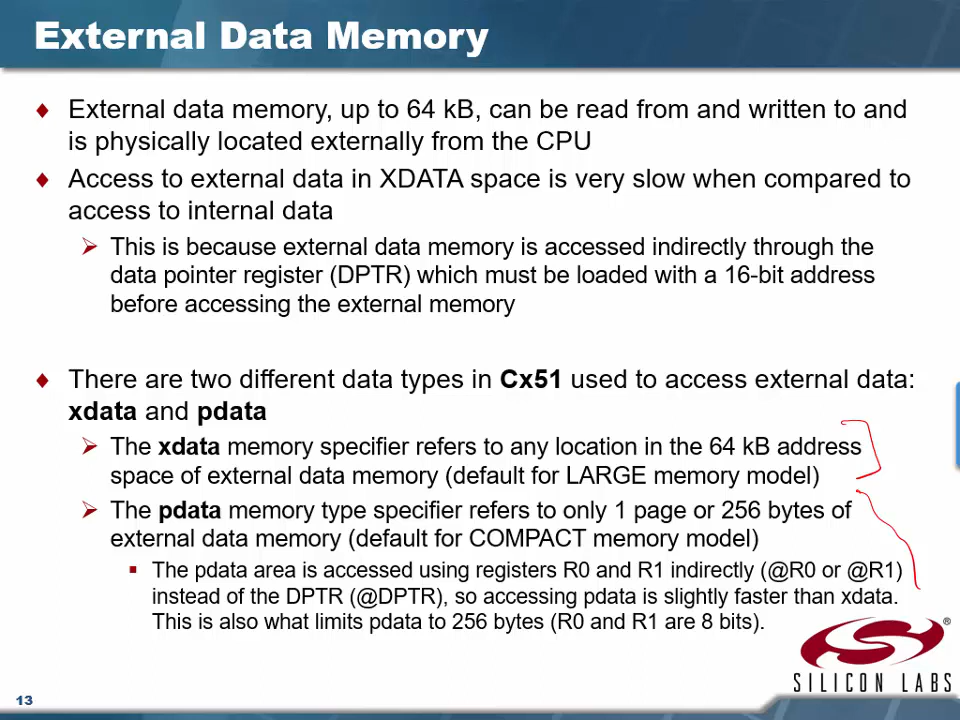 External Data Memory
External data memory, up to 64 kB, can be read from and written to and
is physically located externally from the CPU
Access to external data in XDATA space is very slow when compared to
access to internal data
This is because external data memory is accessed indirectly through the
data pointer register (DPTR) which must be loaded with a 16-bit address
before accessing the external memory
There are two different data types in Cx51 used to access external data:
xdata and pdata
The xdata memory specifier refers to any location in the 64 kB address
space of external data memory (default for LARGE memory model)
The pdata memory type specifier refers to only 1 page or 256 bytes of
external data memory (default for COMPACT memory model)
The pdata area is accessed using registers R0 and R1 indirectly (@R0 or @R1)
instead of the DPTR (@DPTR), so accessing pdata is slightly faster than xdata.
This is also what limits pdata to 256 bytes (R0 and R1 are 8 bits).
®
SILICON LABS
13